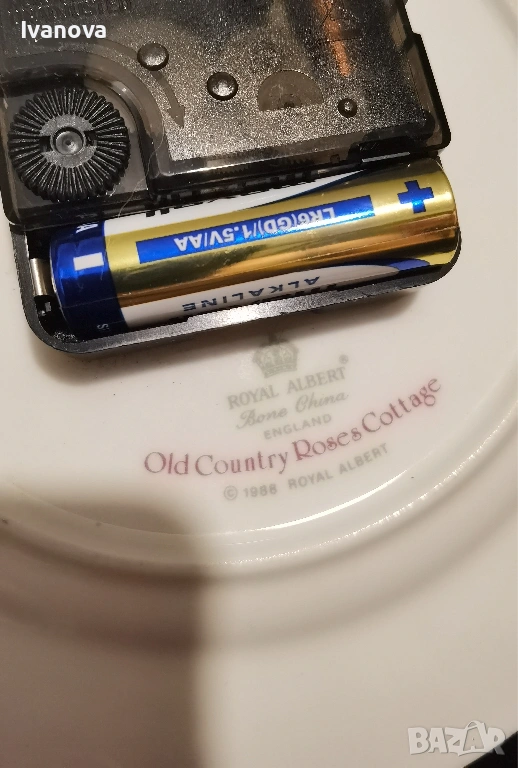 Ivanova
LR6(GD)/1.5V/AA
ALKALINE
ROYAL ALBERT®
Bone China
ENGLAND
Old Country Roses Cottage
© 1986 ROYAL ALBERT
BAZAR